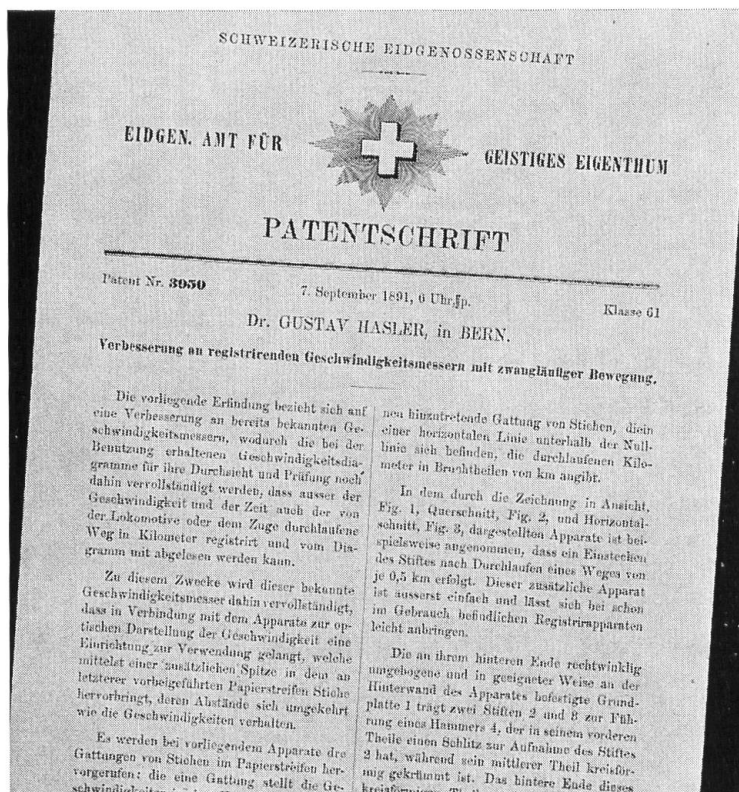 SCHWEIZERISCHE EIDGENOSSENSCHAFT
EIDGEN. AMT FÜR GEISTIGES EIGENTHUM
PATENTSCHRIFT
Patent Nr. 3950 7. September 1891, 6 Uhr, p. Klasse 61
Dr. GUSTAV HASLER, in BERN.
Verbesserung an registrirenden Geschwindigkeitsmessern mit zwangläufiger Bewegung.
Die vorliegende Erfindung bezieht sich auf
eine Verbesserung an bereits bekannten Ge-
schwindigkeitsmessern, wodurch die bei der
Benutzung erhaltenen Geschwindigkeitsdia-
gramme für ihre Durchsicht und Prüfung noch
dahin vervollständigt werden, dass ausser der
Geschwindigkeit und der Zeit auch der von
der Lokomotive oder dem Zuge durchlaufene
Weg in Kilometer registrirt und vom Dia-
gramm mit abgelesen werden kann.
Zu diesem Zwecke wird dieser bekannte
Geschwindigkeitsmesser dahin vervollständigt,
dass in Verbindung mit dem Apparate zur op-
tischen Darstellung der Geschwindigkeit eine
Einrichtung zur Verwendung gelangt, welche
mittelst einer zusätzlichen Spitze in dem an
letzterer vorbeigeführten Papierstreifen Stiche
hervorbringt, deren Abstände sich umgekehrt
wie die Geschwindigkeiten verhalten.
Es werden bei vorliegendem Apparate drei
Gattungen von Stichen im Papierstreifen her-
vorgerufen: die eine Gattung stellt die Ge-
nen hinzutretende Gattung von Stichen, die in
einer horizontalen Linie unterhalb der Null-
linie sich befinden, die durchlaufenen Kilo-
meter in Bruchtheilen von km angibt.
In dem durch die Zeichnung in Ansicht,
Fig. 1, Querschnitt, Fig. 2, und Horizontal-
schnitt, Fig. 3, dargestellten Apparate ist bei-
spielsweise angenommen, dass ein Einstechen
des Stiftes nach Durchlaufen eines Weges von
je 0,5 km erfolgt. Dieser zusätzliche Apparat
ist äusserst einfach und lässt sich bei schon
im Gebrauch befindlichen Registrirapparaten
leicht anbringen.
Die an ihrem hinteren Ende rechtwinklig
umgebogene und in geeigneter Weise an der
Hinterwand des Apparates befestigte Grund-
platte 1 trägt zwei Stiften 2 und 3 zur Füh-
rung eines Hammers 4, der in seinem vorderen
Theile einen Schlitz zur Aufnahme des Stiftes
2 hat, während sein mittlerer Theil kreisför-
mig gekrümmt ist. Das hintere Ende dieses